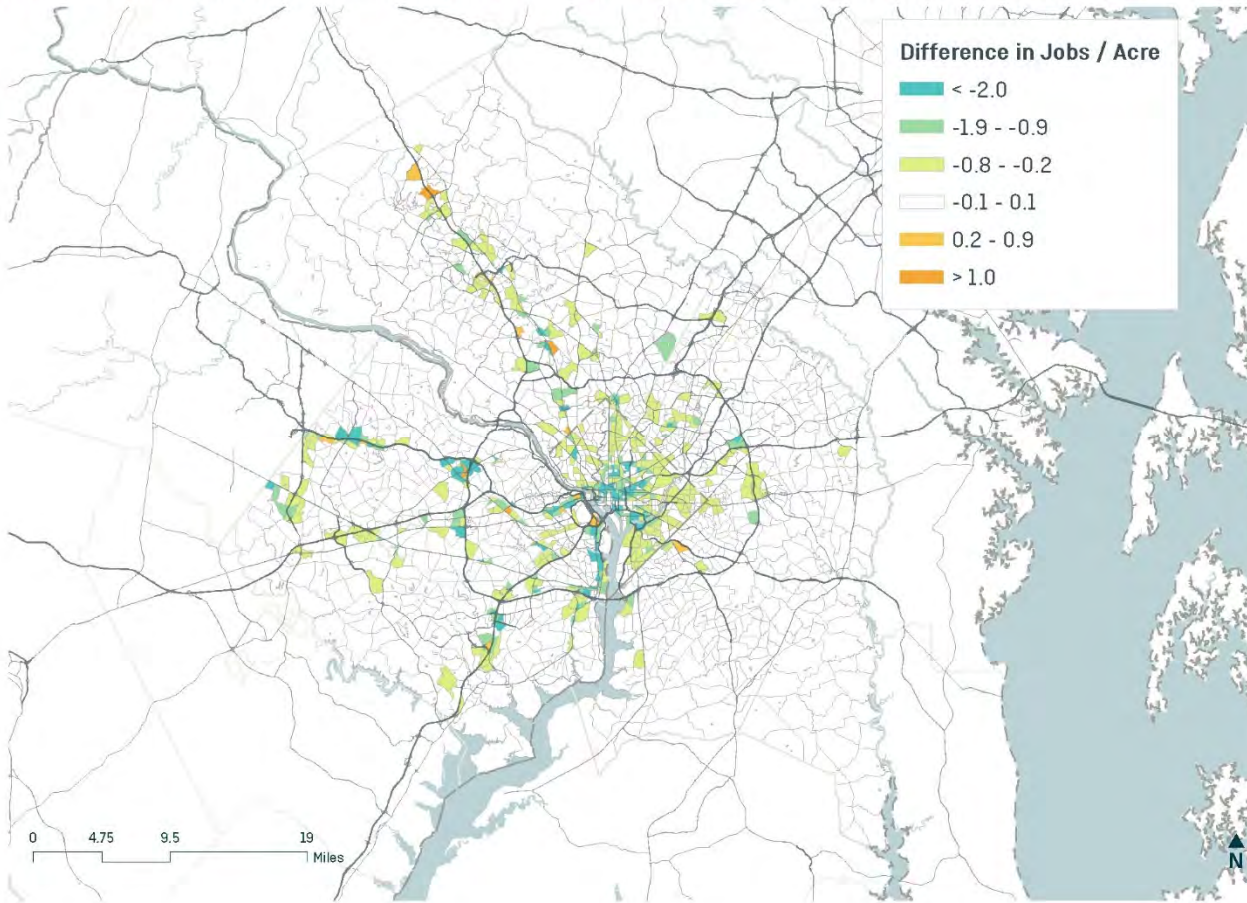 Difference in Jobs / Acre
< -2.0
-1.9 - -0.9
-0.8 - -0.2
-0.1 - 0.1
0.2 - 0.9
> 1.0
0 4.75 9.5 19
Miles
N